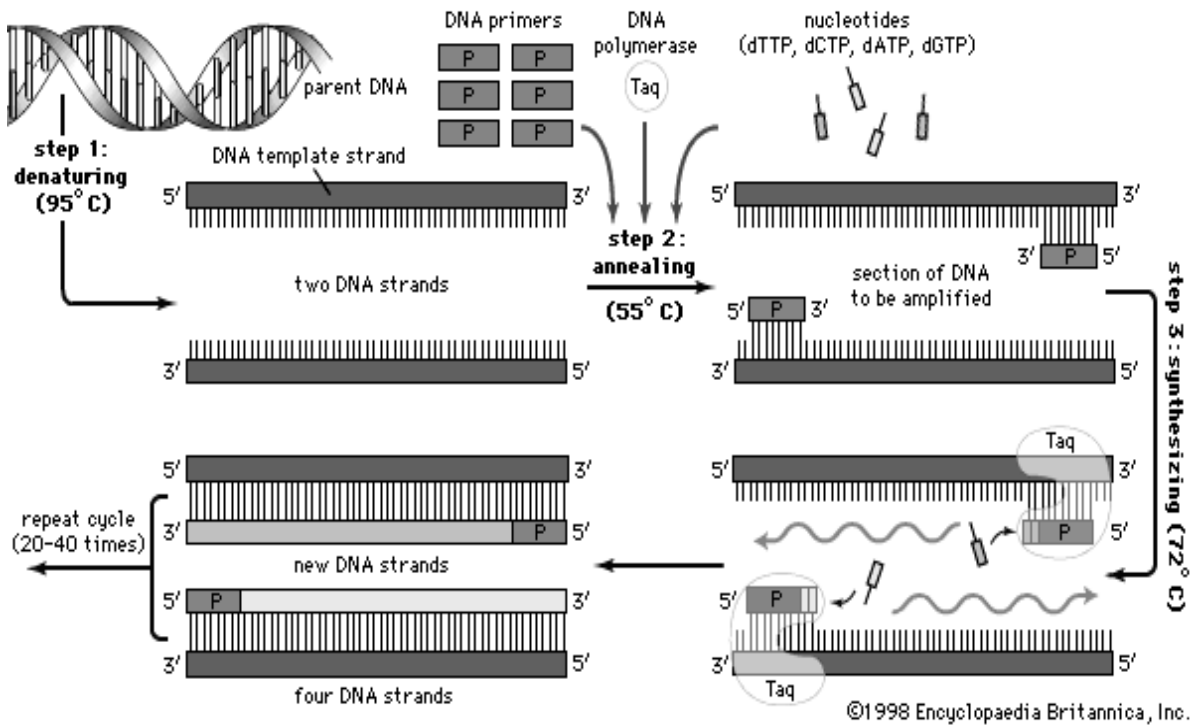 DNA primers
P P
P P
P P
DNA
polymerase
Taq
nucleotides
(dTTP, dCTP, dATP, dGTP)
parent DNA
step 1:
denaturing
(95° C)
DNA template strand
5′ 3′
two DNA strands
3′ 5′
step 2:
annealing
(55° C)
5′ 3′
3′ P 5′
section of DNA
to be amplified
5′ P 3′
3′ 5′
step 3: synthesizing (72° C)
Taq
5′ 3′
P 5′
5′ P
3′ 5′
Taq
5′ 3′
3′ P 5′
new DNA strands
5′ P 3′
3′ 5′
four DNA strands
repeat cycle
(20-40 times)
©1998 Encyclopaedia Britannica, Inc.